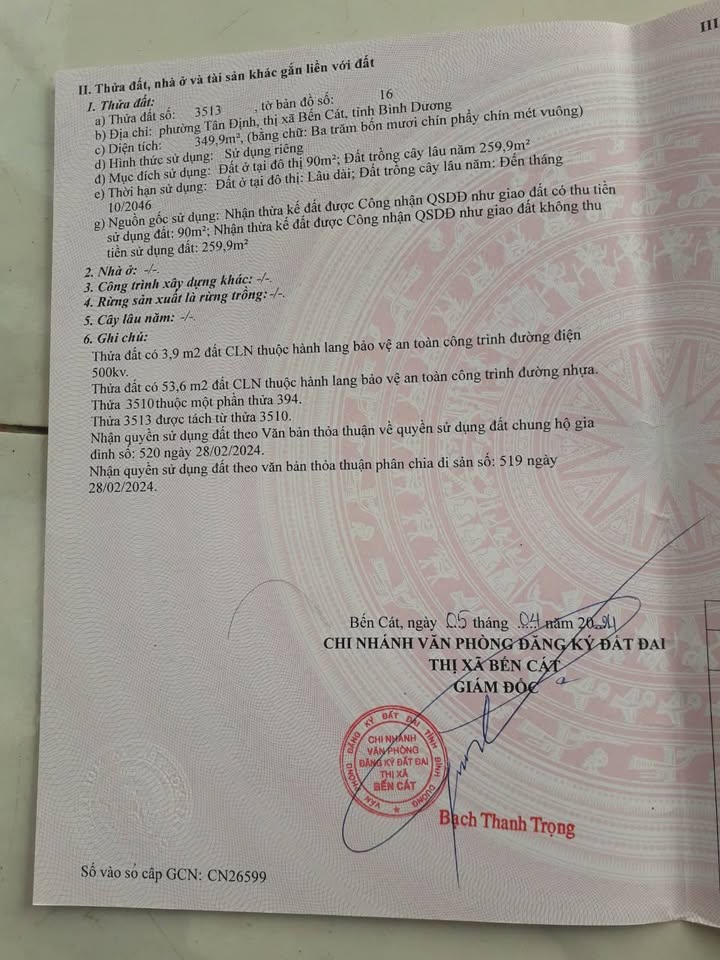 III
II. Thửa đất, nhà ở và tài sản khác gắn liền với đất
1. Thửa đất:
a) Thửa đất số: 3513 , tờ bản đồ số: 16
b) Địa chỉ: phường Tân Định, thị xã Bến Cát, tỉnh Bình Dương
c) Diện tích: 349,9m², (bằng chữ: Ba trăm bốn mươi chín phẩy chín mét vuông)
d) Hình thức sử dụng: Sử dụng riêng
đ) Mục đích sử dụng: Đất ở tại đô thị 90m²; Đất trồng cây lâu năm 259,9m²
e) Thời hạn sử dụng: Đất ở tại đô thị: Lâu dài; Đất trồng cây lâu năm: Đến tháng
10/2046
g) Nguồn gốc sử dụng: Nhận thừa kế đất được Công nhận QSDĐ như giao đất có thu tiền
sử dụng đất: 90m²; Nhận thừa kế đất được Công nhận QSDĐ như giao đất không thu
tiền sử dụng đất: 259,9m²
2. Nhà ở: -/-.
3. Công trình xây dựng khác: -/-.
4. Rừng sản xuất là rừng trồng: -/-.
5. Cây lâu năm: -/-.
6. Ghi chú:
Thửa đất có 3,9 m2 đất CLN thuộc hành lang bảo vệ an toàn công trình đường điện
500kv.
Thửa đất có 53,6 m2 đất CLN thuộc hành lang bảo vệ an toàn công trình đường nhựa.
Thửa 3510 thuộc một phần thửa 394.
Thửa 3513 được tách từ thửa 3510.
Nhận quyền sử dụng đất theo Văn bản thỏa thuận về quyền sử dụng đất chung hộ gia
đình số: 520 ngày 28/02/2024.
Nhận quyền sử dụng đất theo văn bản thỏa thuận phân chia di sản số: 519 ngày
28/02/2024.
Bến Cát, ngày 05 tháng 04 năm 2024
CHI NHÁNH VĂN PHÒNG ĐĂNG KÝ ĐẤT ĐAI
THỊ XÃ BẾN CÁT
GIÁM ĐỐC
VĂN PHÒNG ĐĂNG KÝ ĐẤT ĐAI TỈNH BÌNH DƯƠNG
CHI NHÁNH
VĂN PHÒNG
ĐĂNG KÝ ĐẤT ĐAI
THỊ XÃ
BẾN CÁT
Bạch Thanh Trọng
Số vào sổ cấp GCN: CN26599